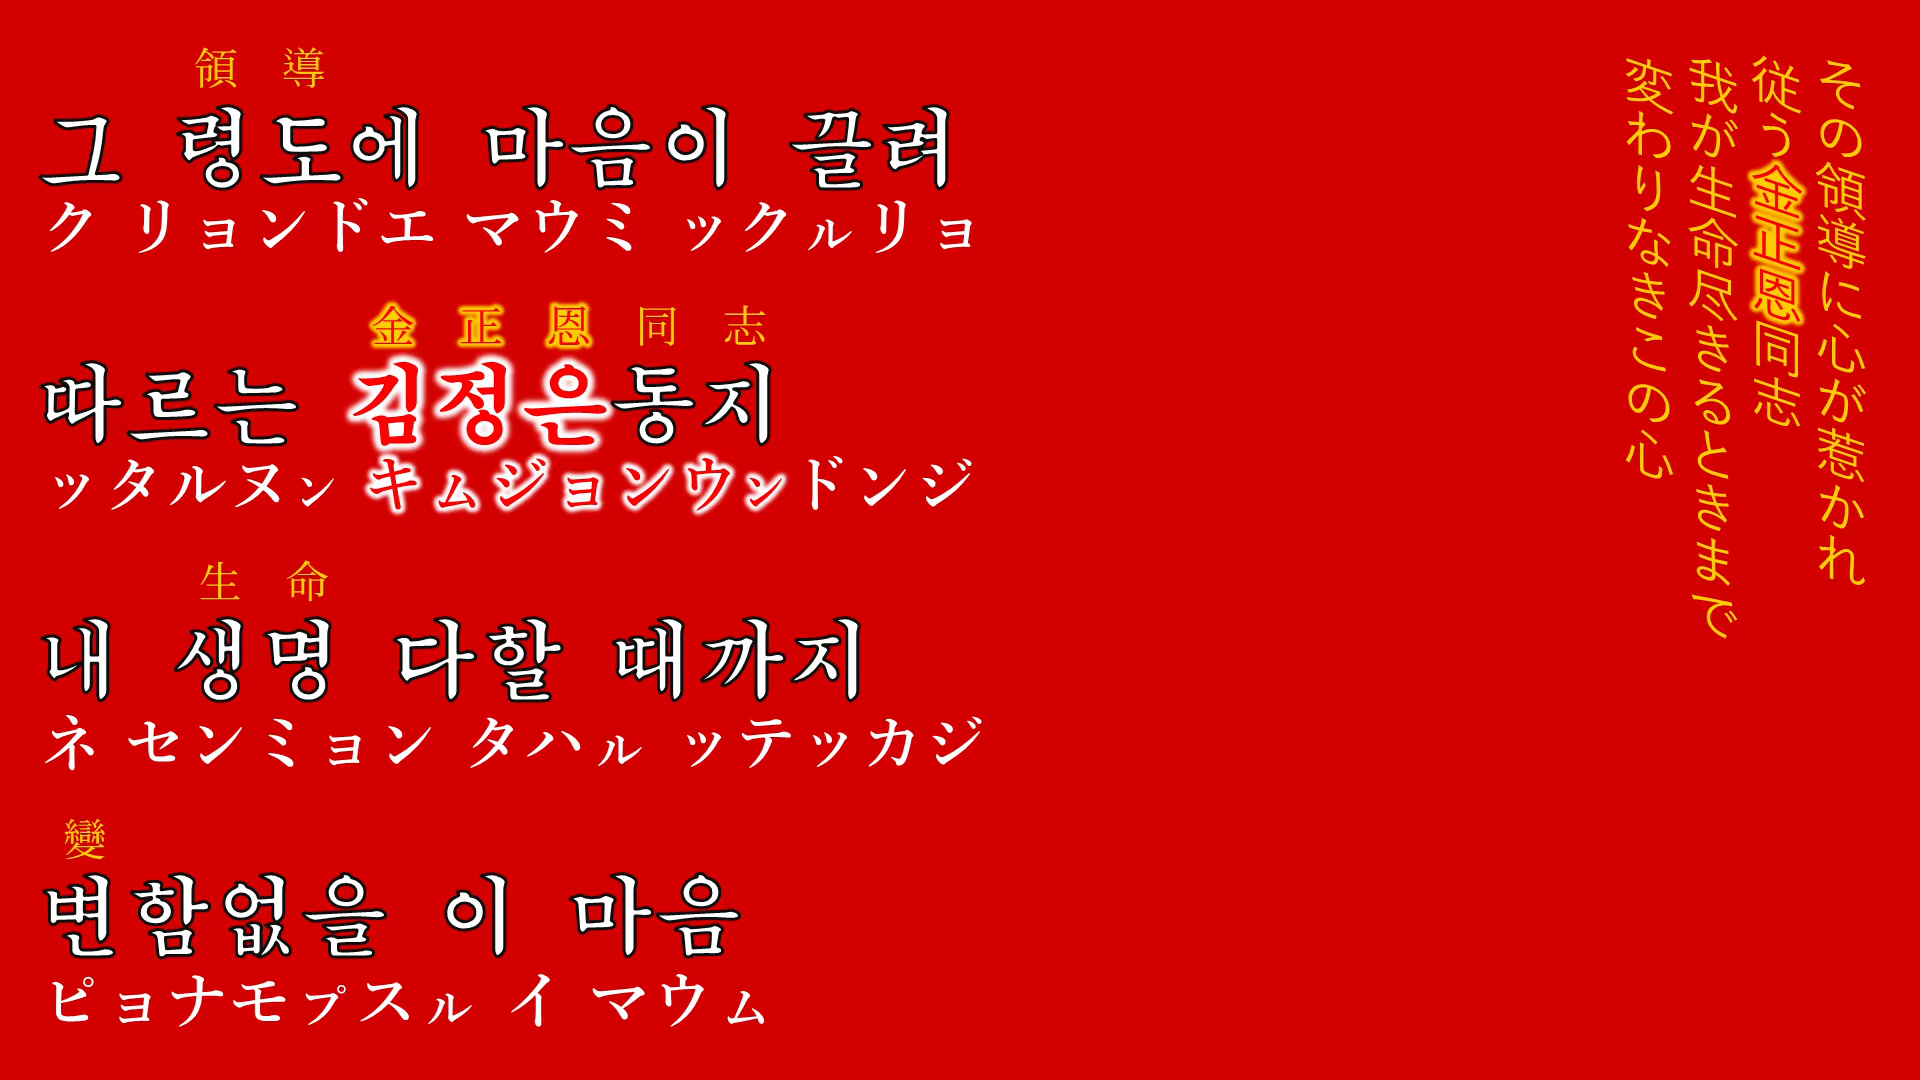 領導
그 령도에 마음이 끌려
ク リョンドエ マウミ ックㇽリョ
金正恩同志
따르는 김정은동지
ッタルヌン キㇺジョンウンドンジ
生命
내 생명 다할 때까지
ネ センミョン タハㇽ ッテッカジ
變
변함없을 이 마음
ピョナモㇷ゚スㇽ イ マウㇺ
その領導に心が惹かれ
従う金正恩同志
我が生命尽きるときまで
変わりなきこの心